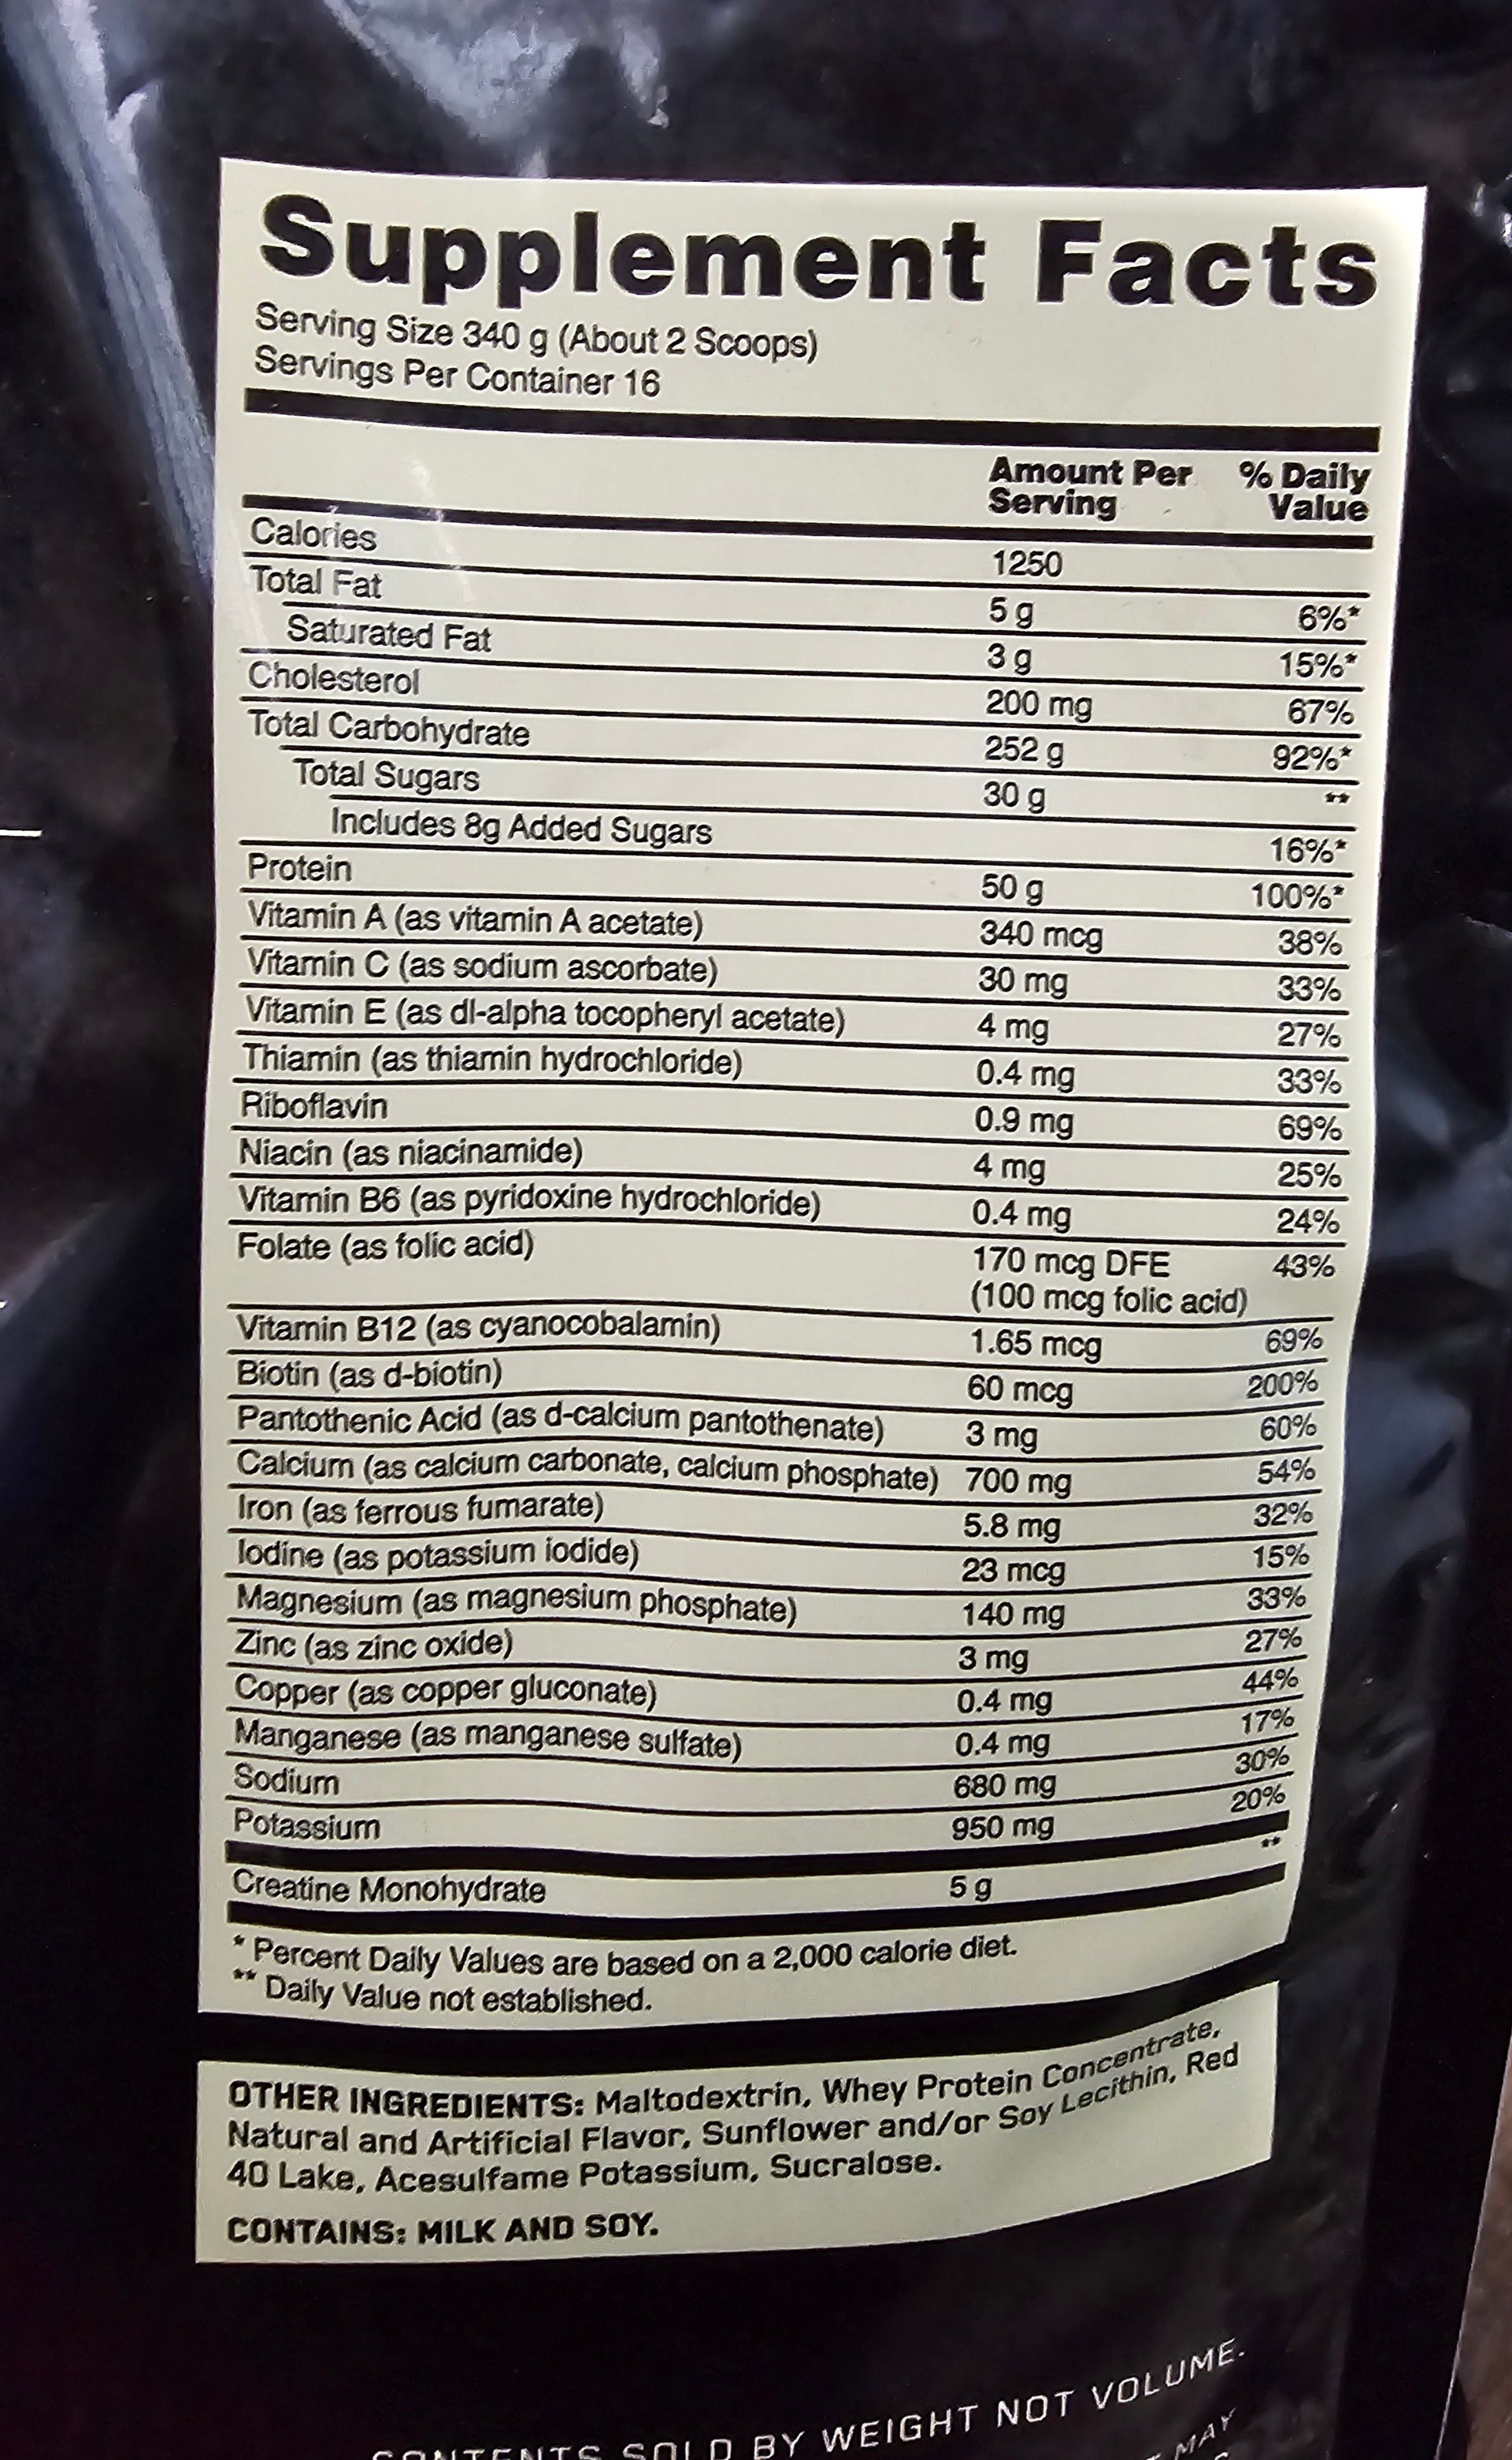 Supplement Facts
Serving Size 340 g (About 2 Scoops)
Servings Per Container 16
Amount Per Serving % Daily Value
Calories 1250
Total Fat 5 g 6%*
Saturated Fat 3 g 15%*
Cholesterol 200 mg 67%
Total Carbohydrate 252 g 92%*
Total Sugars 30 g **
Includes 8g Added Sugars 16%*
Protein 50 g 100%*
Vitamin A (as vitamin A acetate) 340 mcg 38%
Vitamin C (as sodium ascorbate) 30 mg 33%
Vitamin E (as dl-alpha tocopheryl acetate) 4 mg 27%
Thiamin (as thiamin hydrochloride) 0.4 mg 33%
Riboflavin 0.9 mg 69%
Niacin (as niacinamide) 4 mg 25%
Vitamin B6 (as pyridoxine hydrochloride) 0.4 mg 24%
Folate (as folic acid) 170 mcg DFE 43%
(100 mcg folic acid)
Vitamin B12 (as cyanocobalamin) 1.65 mcg 69%
Biotin (as d-biotin) 60 mcg 200%
Pantothenic Acid (as d-calcium pantothenate) 3 mg 60%
Calcium (as calcium carbonate, calcium phosphate) 700 mg 54%
Iron (as ferrous fumarate) 5.8 mg 32%
Iodine (as potassium iodide) 23 mcg 15%
Magnesium (as magnesium phosphate) 140 mg 33%
Zinc (as zinc oxide) 3 mg 27%
Copper (as copper gluconate) 0.4 mg 44%
Manganese (as manganese sulfate) 0.4 mg 17%
Sodium 680 mg 30%
Potassium 950 mg 20%
Creatine Monohydrate 5 g **
* Percent Daily Values are based on a 2,000 calorie diet.
** Daily Value not established.
OTHER INGREDIENTS: Maltodextrin, Whey Protein Concentrate,
Natural and Artificial Flavor, Sunflower and/or Soy Lecithin, Red
40 Lake, Acesulfame Potassium, Sucralose.
CONTAINS: MILK AND SOY.
CONTENTS SOLD BY WEIGHT NOT VOLUME.
MAY